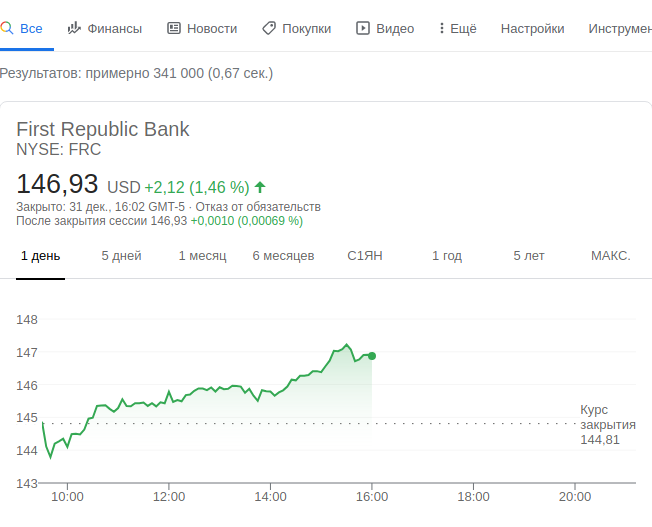 Все Финансы Новости Покупки Видео Ещё Настройки Инструмен
Результатов: примерно 341 000 (0,67 сек.)
First Republic Bank
NYSE: FRC
146,93 USD +2,12 (1,46 %)
Закрыто: 31 дек., 16:02 GMT-5 · Отказ от обязательств
После закрытия сессии 146,93 +0,0010 (0,00069 %)
1 день 5 дней 1 месяц 6 месяцев С1ЯН 1 год 5 лет МАКС.
148
147
146
145
144
143
Курс
закрытия
144,81
10:00 12:00 14:00 16:00 18:00 20:00